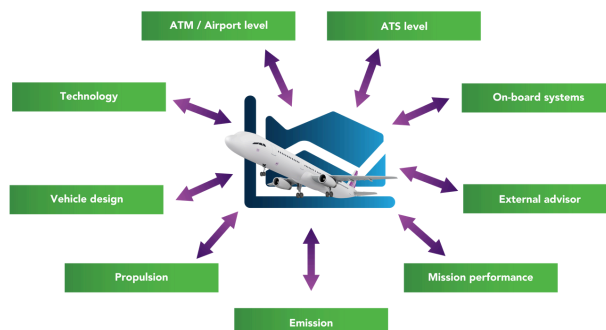 ATM / Airport level
ATS level
Technology
On-board systems
Vehicle design
External advisor
Propulsion
Mission performance
Emission